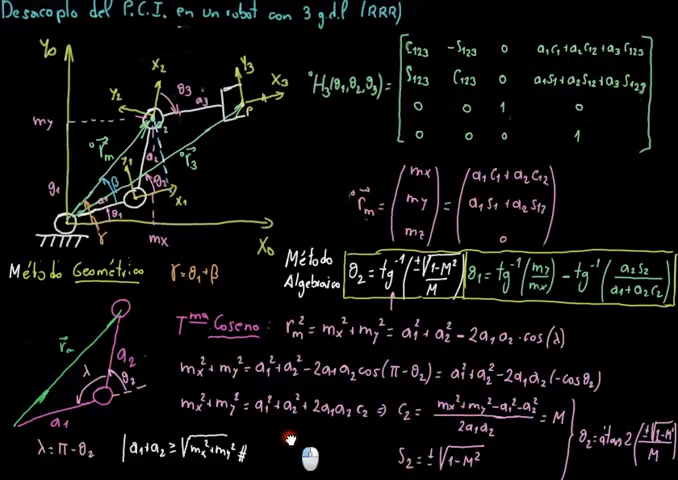 Desacoplo del P.C.I. en un robot con 3 g.d.l (RRR)
Y₀
X₂
Y₃
X₃
θ₃
a₃
Y₂
my
⁰r⃗m
⁰r⃗₃
P
a₂
β
θ₂
θ₁
X₁
γ
mx
X₀
⁰H₃(θ₁,θ₂,θ₃) =
C₁₂₃ -S₁₂₃ 0 a₁C₁+a₂C₁₂+a₃C₁₂₃
S₁₂₃ C₁₂₃ 0 a₁S₁+a₂S₁₂+a₃S₁₂₃
0 0 1 0
0 0 0 1
⁰r⃗m = (mx my mz) = (a₁C₁+a₂C₁₂ a₁S₁+a₂S₁₂ 0)
Método Geométrico γ = θ₁+β
Método Algebraico
θ₂ = tg⁻¹(±√(1-M²)/M)
θ₁ = tg⁻¹(my/mx) - tg⁻¹(a₂S₂/(a₁+a₂C₂))
r⃗m
a₂
λ
θ₂
a₁
Tᵐᵃ Coseno: rm² = mx²+my² = a₁²+a₂²-2a₁a₂·cos(λ)
mx²+my² = a₁²+a₂²-2a₁a₂cos(π-θ₂) = a₁²+a₂²-2a₁a₂(-cosθ₂)
mx²+my² = a₁²+a₂²+2a₁a₂C₂ ⇒ C₂ = (mx²+my²-a₁²-a₂²)/(2a₁a₂) = M
S₂ = ±√(1-M²)
θ₂ = atan2(±√(1-M²)/M)
λ = π-θ₂
|a₁+a₂ ≥ √(mx²+my²) #